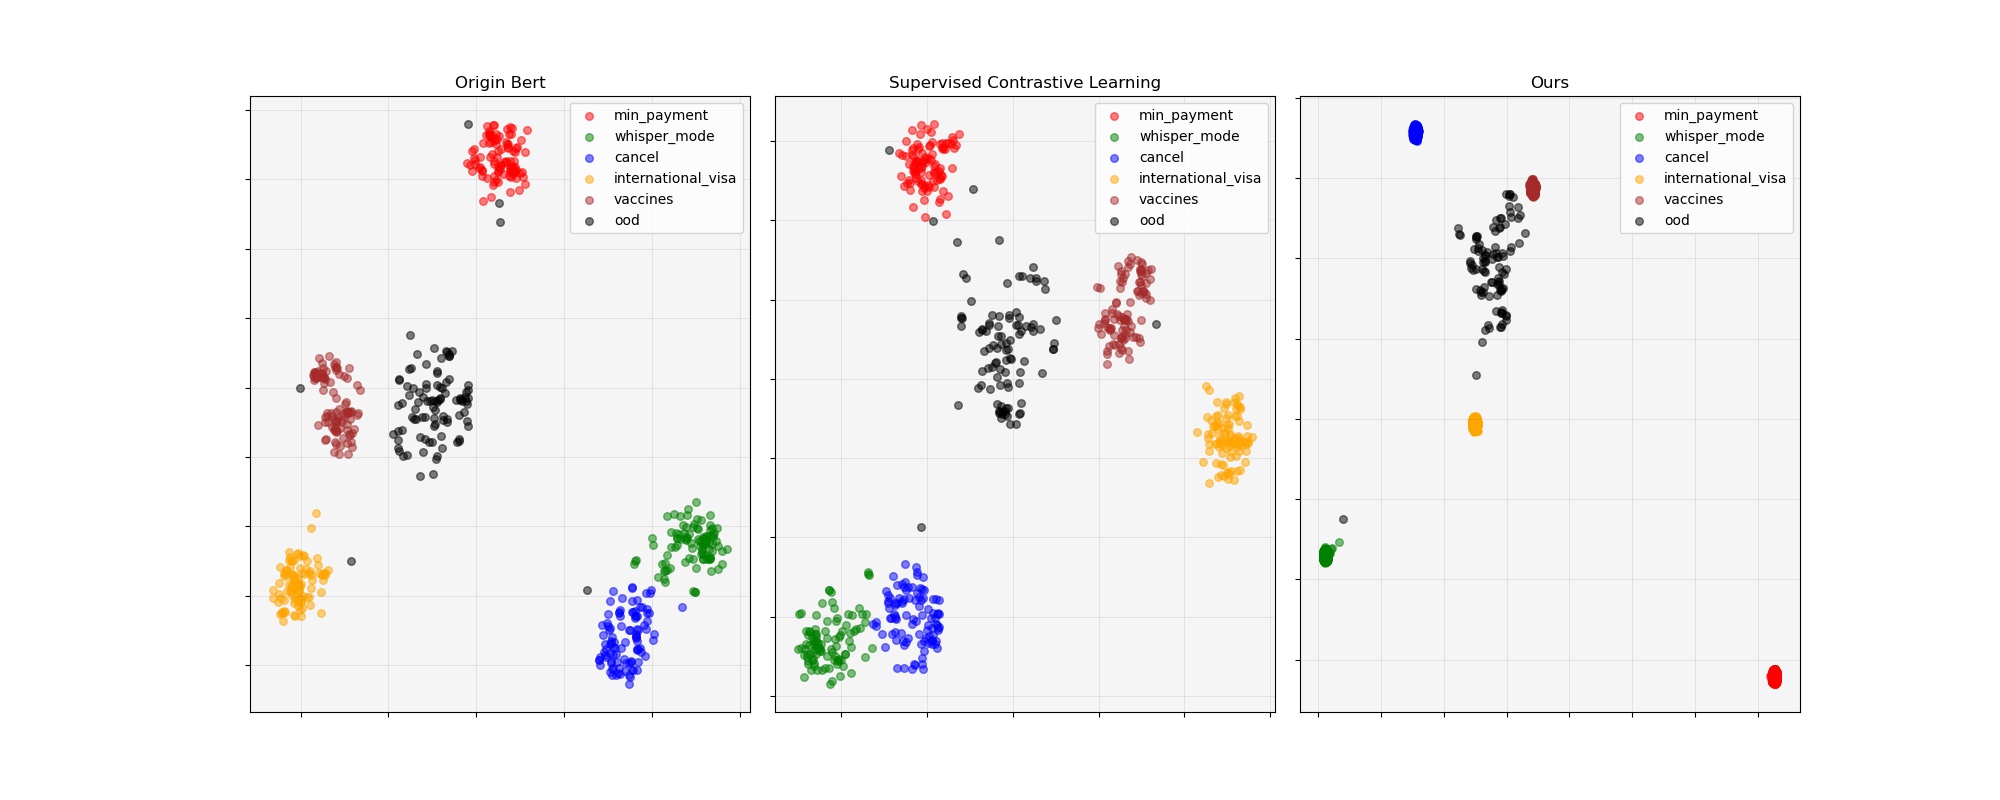 Origin Bert
min_payment
whisper_mode
cancel
international_visa
vaccines
ood
Supervised Contrastive Learning
min_payment
whisper_mode
cancel
international_visa
vaccines
ood
Ours
min_payment
whisper_mode
cancel
international_visa
vaccines
ood